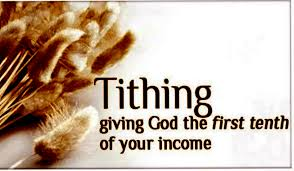 Tithing
giving God the first tenth
of your income